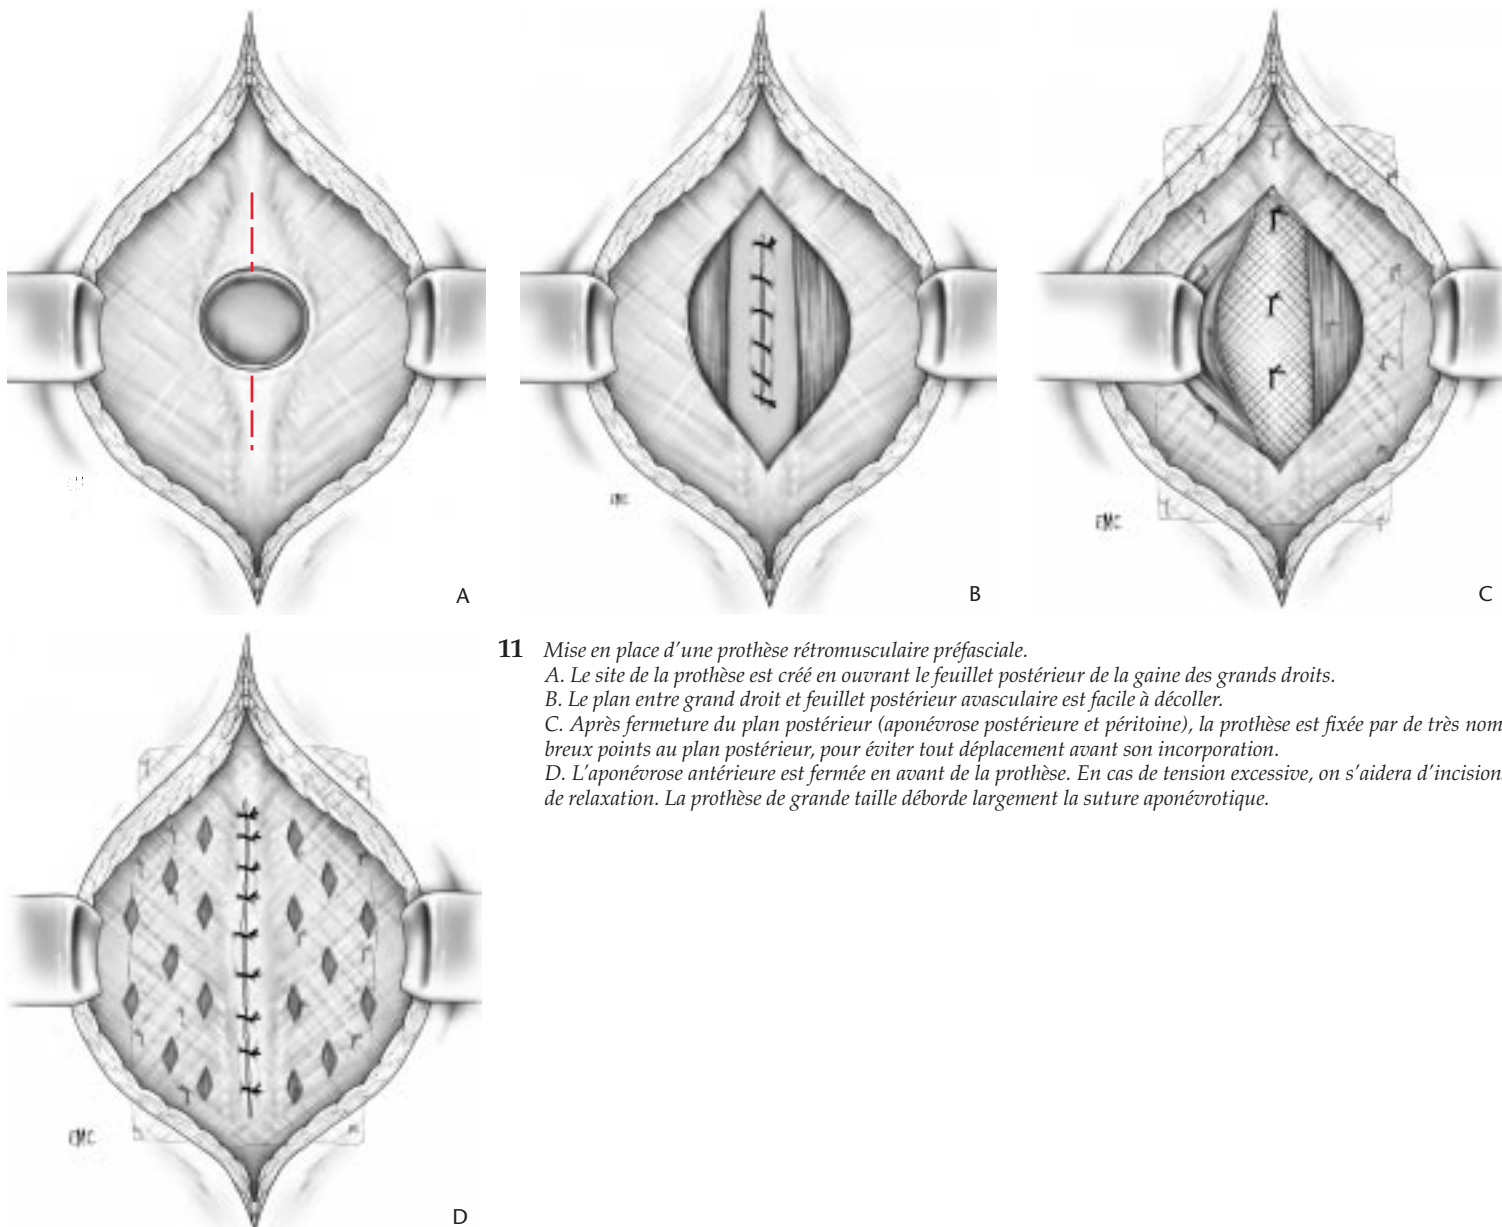 A
B
C
EMC
EMC
11 Mise en place d’une prothèse rétromusculaire préfasciale.
A. Le site de la prothèse est créé en ouvrant le feuillet postérieur de la gaine des grands droits.
B. Le plan entre grand droit et feuillet postérieur avasculaire est facile à décoller.
C. Après fermeture du plan postérieur (aponévrose postérieure et péritoine), la prothèse est fixée par de très nom
breux points au plan postérieur, pour éviter tout déplacement avant son incorporation.
D. L’aponévrose antérieure est fermée en avant de la prothèse. En cas de tension excessive, on s’aidera d’incision
de relaxation. La prothèse de grande taille déborde largement la suture aponévrotique.
EMC
D